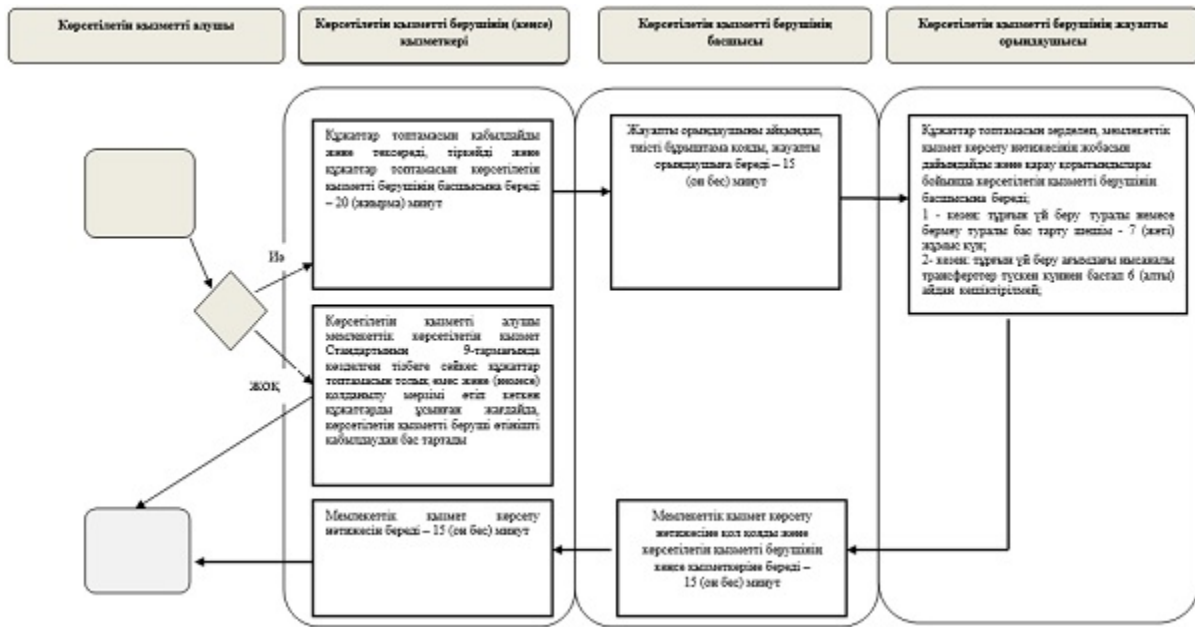 Көрсетілетін қызметті алушы
Көрсетілетін қызметті берушінің (кеңсе)
қызметкері
Көрсетілетін қызметті берушінің
басшысы
Көрсетілетін қызметті берушінің жауапты
орындаушысы
Құжаттар топтамасын қабылдайды
және тексереді, тіркейді және
құжаттар топтамасын көрсетілетін
қызметті берушінің басшысына береді
– 20 (жиырма) минут
Жауапты орындаушыны айқындап,
тиісті бұрыштама қояды, жауапты
орындаушыға береді – 15
(он бес) минут
Құжаттар топтамасын зерделеп, мемлекеттік
қызмет көрсету нәтижесінің жобасын
дайындайды және қарау қорытындылары
бойынша көрсетілетін қызметті берушінің
басшысына береді;
1 - кезең: тұрғын үй беру туралы немесе
бермеу туралы бас тарту шешім - 7 (жеті)
жұмыс күн;
2- кезең: тұрғын үй беру ағымдағы нысаналы
трансферттер түскен күннен бастап 6 (алты)
айдан кешіктірілмей;
Иә
Көрсетілетін қызметті алушы
мемлекеттік көрсетілетін қызмет
Стандартының 9-тармағында
көзделген тізбеге сәйкес құжаттар
топтамасын толық емес және (немесе)
қолданылу мерзімі өтіп кеткен
құжаттарды ұсынған жағдайда,
көрсетілетін қызметті беруші өтінішті
қабылдаудан бас тартады
жоқ
Мемлекеттік қызмет көрсету
нәтижесін береді – 15 (он бес) минут
Мемлекеттік қызмет көрсету
нәтижесіне қол қояды және
көрсетілетін қызметті берушінің
кеңсе қызметкеріне береді –
15 (он бес) минут